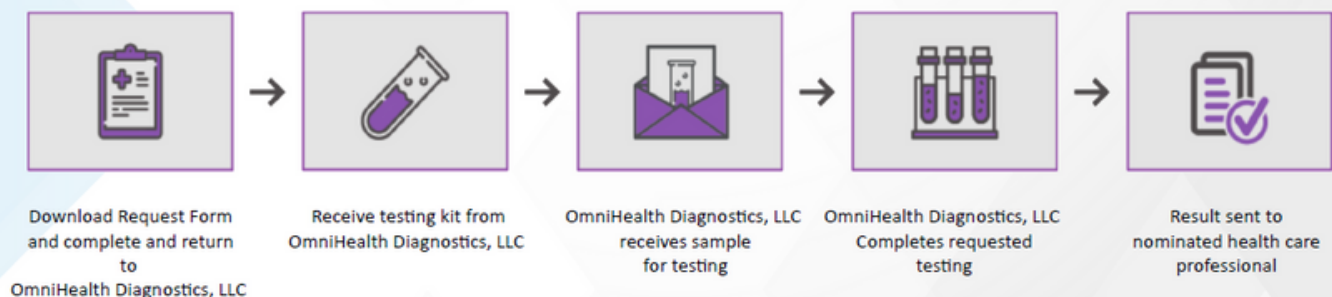 Download Request Form
and complete and return
to
OmniHealth Diagnostics, LLC
Receive testing kit from
OmniHealth Diagnostics, LLC
OmniHealth Diagnostics, LLC
receives sample
for testing
OmniHealth Diagnostics, LLC
Completes requested
testing
Result sent to
nominated health care
professional